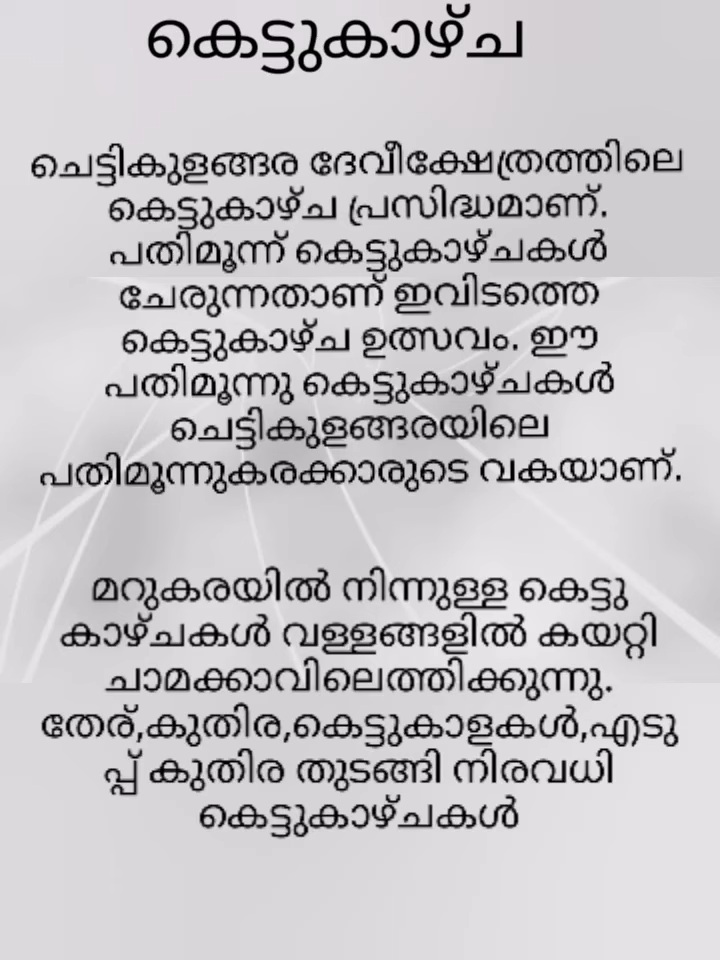 കെട്ടുകാഴ്ച
ചെട്ടികുളങ്ങര ദേവീക്ഷേത്രത്തിലെ
കെട്ടുകാഴ്ച പ്രസിദ്ധമാണ്.
പതിമൂന്ന് കെട്ടുകാഴ്ചകൾ
ചേരുന്നതാണ് ഇവിടത്തെ
കെട്ടുകാഴ്ച ഉത്സവം. ഈ
പതിമൂന്നു കെട്ടുകാഴ്ചകൾ
ചെട്ടികുളങ്ങരയിലെ
പതിമൂന്നുകരക്കാരുടെ വകയാണ്.
മറുകരയിൽ നിന്നുള്ള കെട്ടു
കാഴ്ചകൾ വള്ളങ്ങളിൽ കയറ്റി
ചാമക്കാവിലെത്തിക്കുന്നു.
തേര്,കുതിര,കെട്ടുകാളകൾ,എടു
പ്പ് കുതിര തുടങ്ങി നിരവധി
കെട്ടുകാഴ്ചകൾ